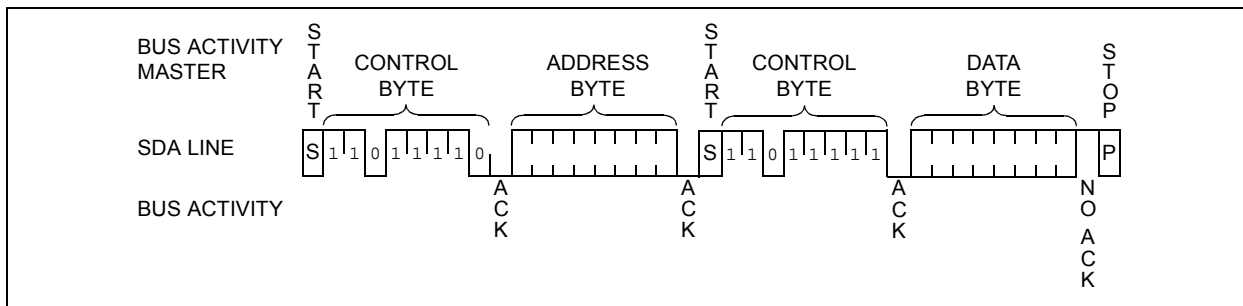 BUS ACTIVITY
MASTER
START
CONTROL
BYTE
ADDRESS
BYTE
START
CONTROL
BYTE
DATA
BYTE
STOP
SDA LINE
S 1 1 0 1 1 1 1 0
S 1 1 0 1 1 1 1 1
P
BUS ACTIVITY
ACK
ACK
ACK
NO ACK